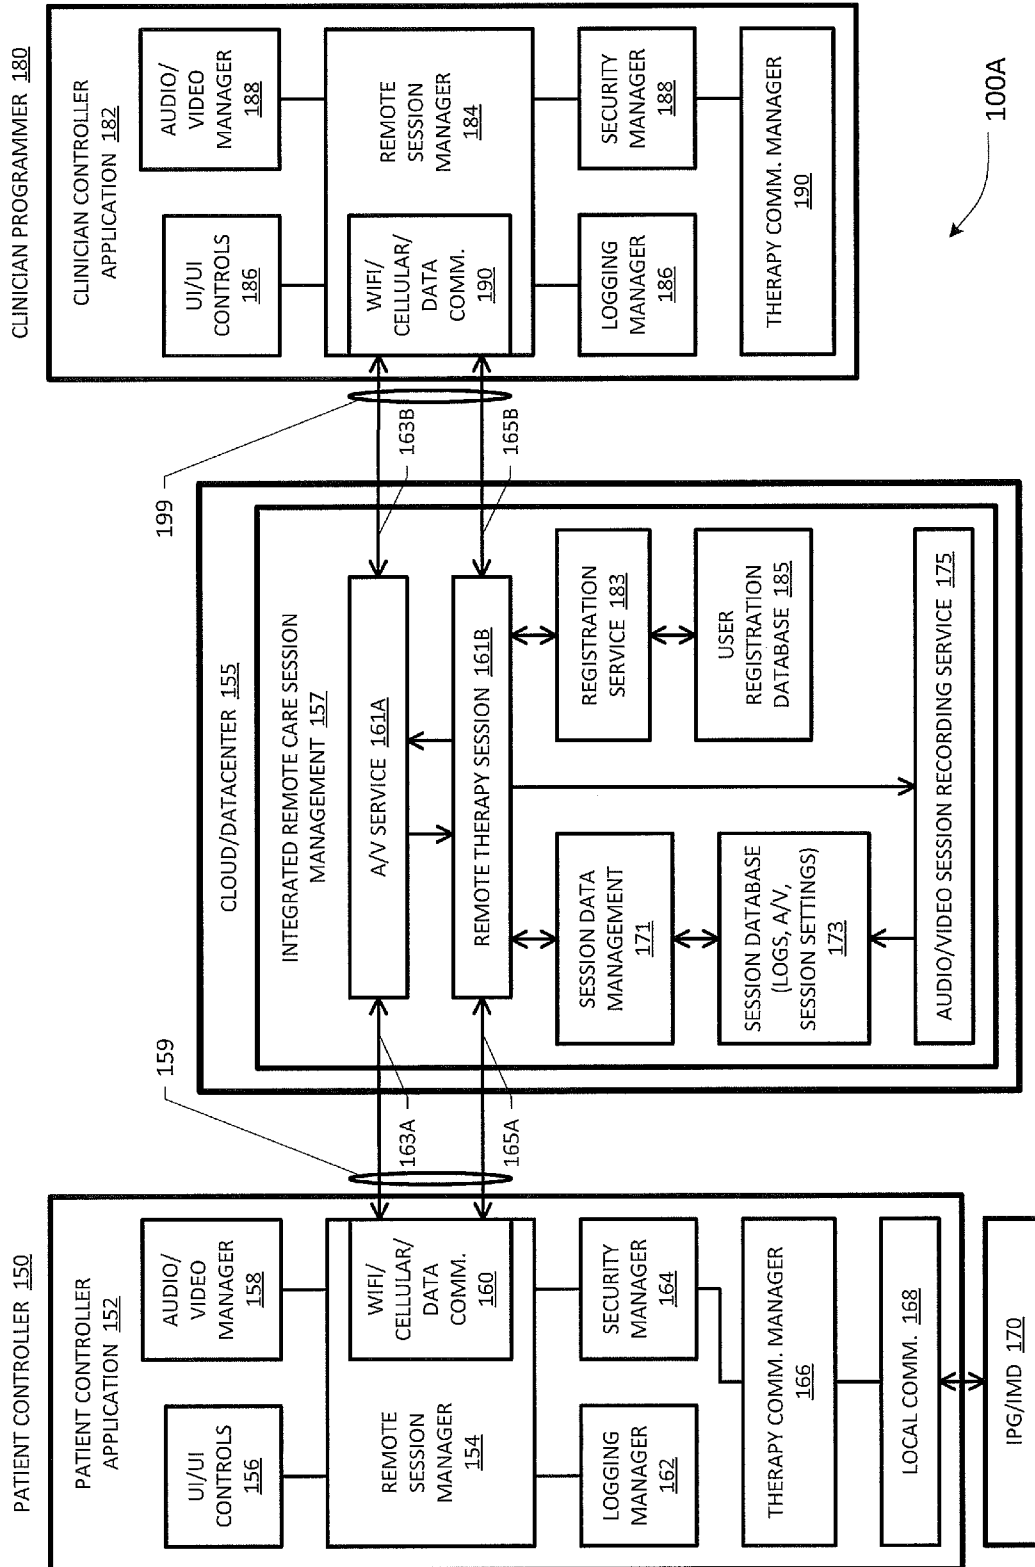 PATIENT CONTROLLER 150
PATIENT CONTROLLER
APPLICATION 152
UI/UI
CONTROLS
156
AUDIO/
VIDEO
MANAGER
158
REMOTE
SESSION
MANAGER
154
WIFI/
CELLULAR/
DATA
COMM.
160
LOGGING
MANAGER
162
SECURITY
MANAGER
164
THERAPY COMM. MANAGER
166
LOCAL COMM. 168
IPG/IMD 170
159
163A
165A
CLOUD/DATACENTER 155
INTEGRATED REMOTE CARE SESSION
MANAGEMENT 157
A/V SERVICE 161A
REMOTE THERAPY SESSION 161B
SESSION DATA
MANAGEMENT
171
REGISTRATION
SERVICE 183
SESSION DATABASE
(LOGS, A/V,
SESSION SETTINGS)
173
USER
REGISTRATION
DATABASE 185
AUDIO/VIDEO SESSION RECORDING SERVICE 175
199
163B
165B
CLINICIAN PROGRAMMER 180
CLINICIAN CONTROLLER
APPLICATION 182
UI/UI
CONTROLS
186
AUDIO/
VIDEO
MANAGER
188
WIFI/
CELLULAR/
DATA
COMM.
190
REMOTE
SESSION
MANAGER
184
LOGGING
MANAGER
186
SECURITY
MANAGER
188
THERAPY COMM. MANAGER
190
100A